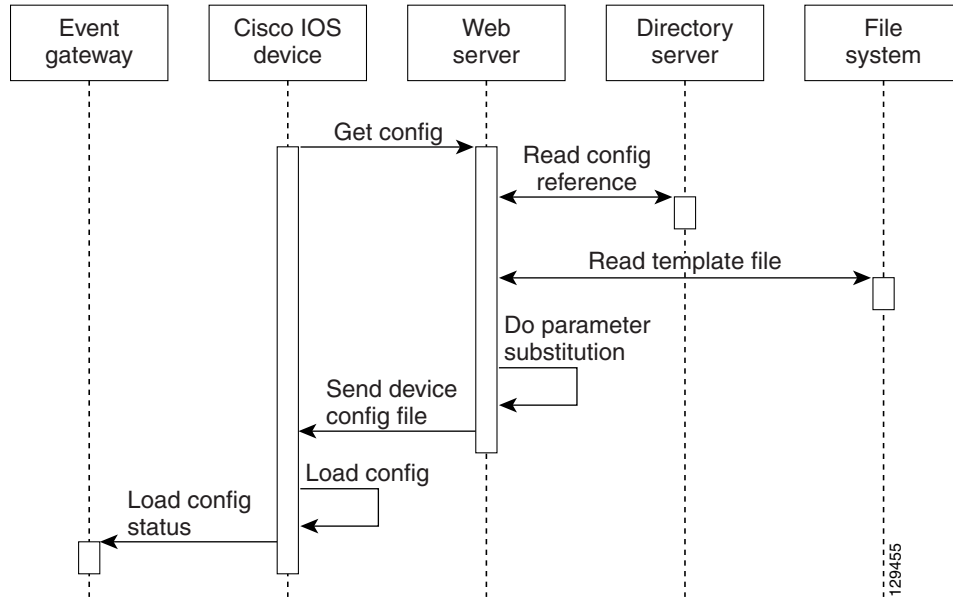 Event
gateway
Cisco IOS
device
Web
server
Directory
server
File
system
Get config
Read config
reference
Read template file
Do parameter
substitution
Send device
config file
Load config
Load config
status
129455